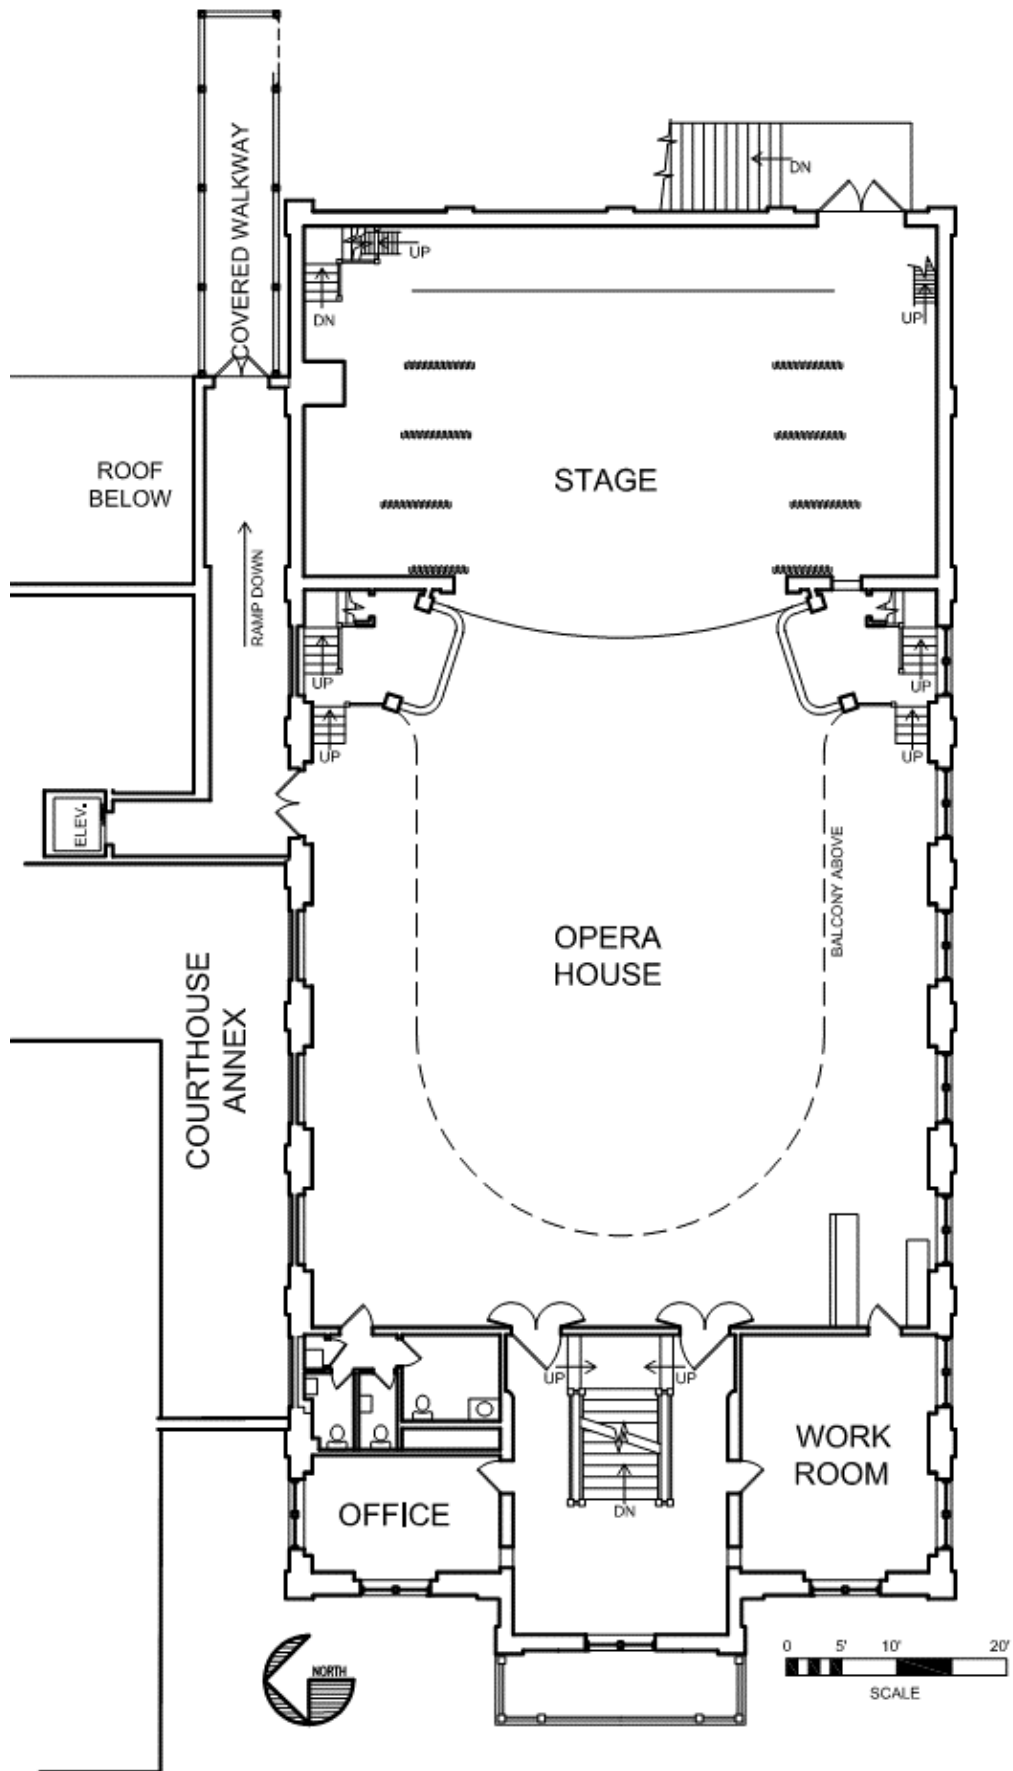 COVERED WALKWAY
DN
UP
DN
UP
ROOF
BELOW
STAGE
RAMP DOWN
UP
UP
UP
UP
ELEV.
BALCONY ABOVE
OPERA
HOUSE
COURTHOUSE
ANNEX
UP
UP
WORK
ROOM
OFFICE
DN
NORTH
0 5' 10' 20'
SCALE